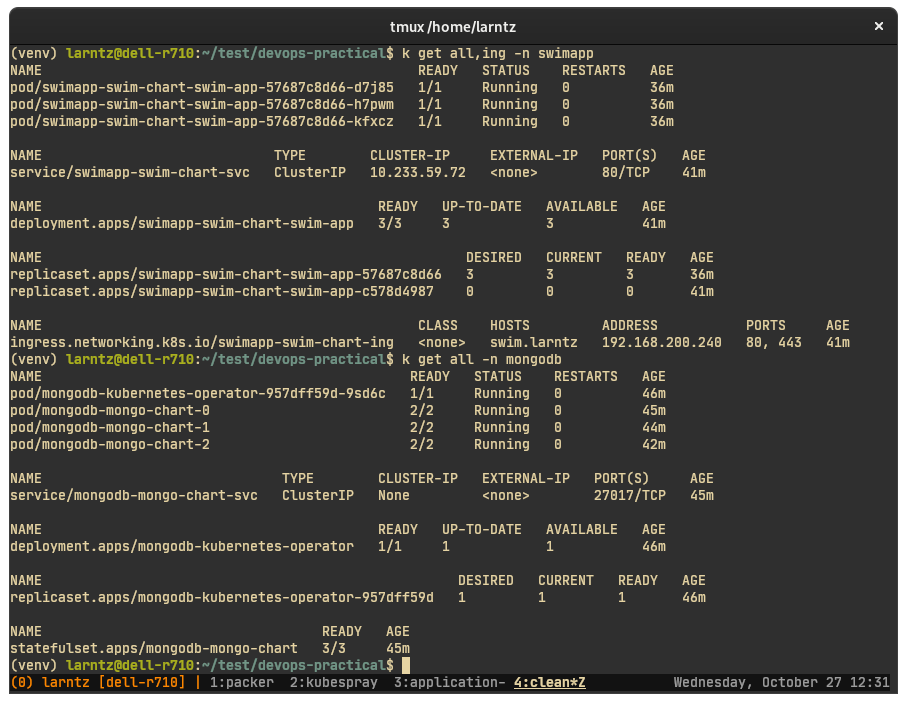 tmux /home/larntz
(venv) larntz@dell-r710:~/test/devops-practical$ k get all,ing -n swimapp
NAME                                               READY   STATUS    RESTARTS   AGE
pod/swimapp-swim-chart-swim-app-57687c8d66-d7j85   1/1     Running   0          36m
pod/swimapp-swim-chart-swim-app-57687c8d66-h7pwm   1/1     Running   0          36m
pod/swimapp-swim-chart-swim-app-57687c8d66-kfxcz   1/1     Running   0          36m
NAME                             TYPE        CLUSTER-IP     EXTERNAL-IP   PORT(S)   AGE
service/swimapp-swim-chart-svc   ClusterIP   10.233.59.72   <none>        80/TCP    41m
NAME                                          READY   UP-TO-DATE   AVAILABLE   AGE
deployment.apps/swimapp-swim-chart-swim-app   3/3     3            3           41m
NAME                                                     DESIRED   CURRENT   READY   AGE
replicaset.apps/swimapp-swim-chart-swim-app-57687c8d66   3         3         3       36m
replicaset.apps/swimapp-swim-chart-swim-app-c578d4987    0         0         0       41m
NAME                                               CLASS    HOSTS         ADDRESS           PORTS     AGE
ingress.networking.k8s.io/swimapp-swim-chart-ing   <none>   swim.larntz   192.168.200.240   80, 443   41m
(venv) larntz@dell-r710:~/test/devops-practical$ k get all -n mongodb
NAME                                              READY   STATUS    RESTARTS   AGE
pod/mongodb-kubernetes-operator-957dff59d-9sd6c   1/1     Running   0          46m
pod/mongodb-mongo-chart-0                         2/2     Running   0          45m
pod/mongodb-mongo-chart-1                         2/2     Running   0          44m
pod/mongodb-mongo-chart-2                         2/2     Running   0          42m
NAME                              TYPE        CLUSTER-IP   EXTERNAL-IP   PORT(S)     AGE
service/mongodb-mongo-chart-svc   ClusterIP   None         <none>        27017/TCP   45m
NAME                                          READY   UP-TO-DATE   AVAILABLE   AGE
deployment.apps/mongodb-kubernetes-operator   1/1     1            1           46m
NAME                                                    DESIRED   CURRENT   READY   AGE
replicaset.apps/mongodb-kubernetes-operator-957dff59d   1         1         1       46m
NAME                                   READY   AGE
statefulset.apps/mongodb-mongo-chart   3/3     45m
(venv) larntz@dell-r710:~/test/devops-practical$
(0) larntz [dell-r710] | 1:packer  2:kubespray  3:application- 4:clean*Z           Wednesday, October 27 12:31